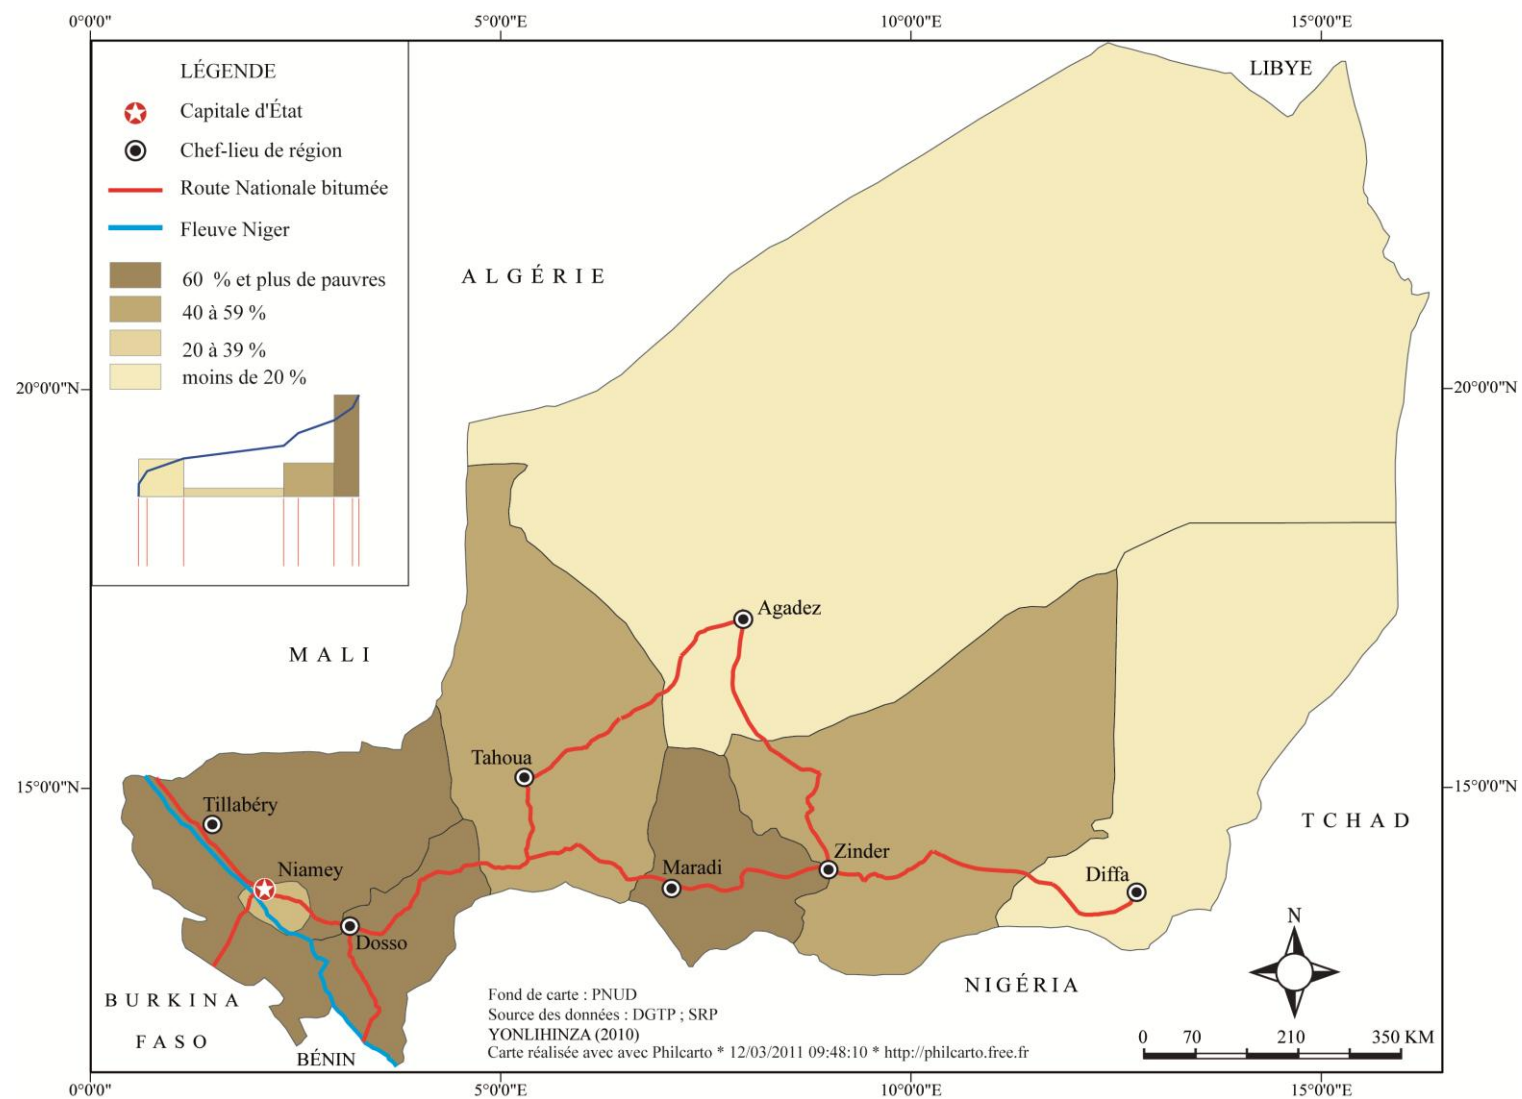 0°0'0"
5°0'0"E
10°0'0"E
15°0'0"E
LÉGENDE
Capitale d'État
Chef-lieu de région
Route Nationale bitumée
Fleuve Niger
60 % et plus de pauvres
40 à 59 %
20 à 39 %
moins de 20 %
LIBYE
ALGÉRIE
20°0'0"N
20°0'0"N
Agadez
MALI
Tahoua
15°0'0"N
15°0'0"N
Tillabéry
TCHAD
Niamey
Maradi
Zinder
Diffa
Dosso
N
BURKINA
FASO
BÉNIN
NIGÉRIA
Fond de carte : PNUD
Source des données : DGTP ; SRP
YONLIHINZA (2010)
Carte réalisée avec avec Philcarto * 12/03/2011 09:48:10 * http://philcarto.free.fr
0 70 210 350 KM
0°0'0"
5°0'0"E
10°0'0"E
15°0'0"E